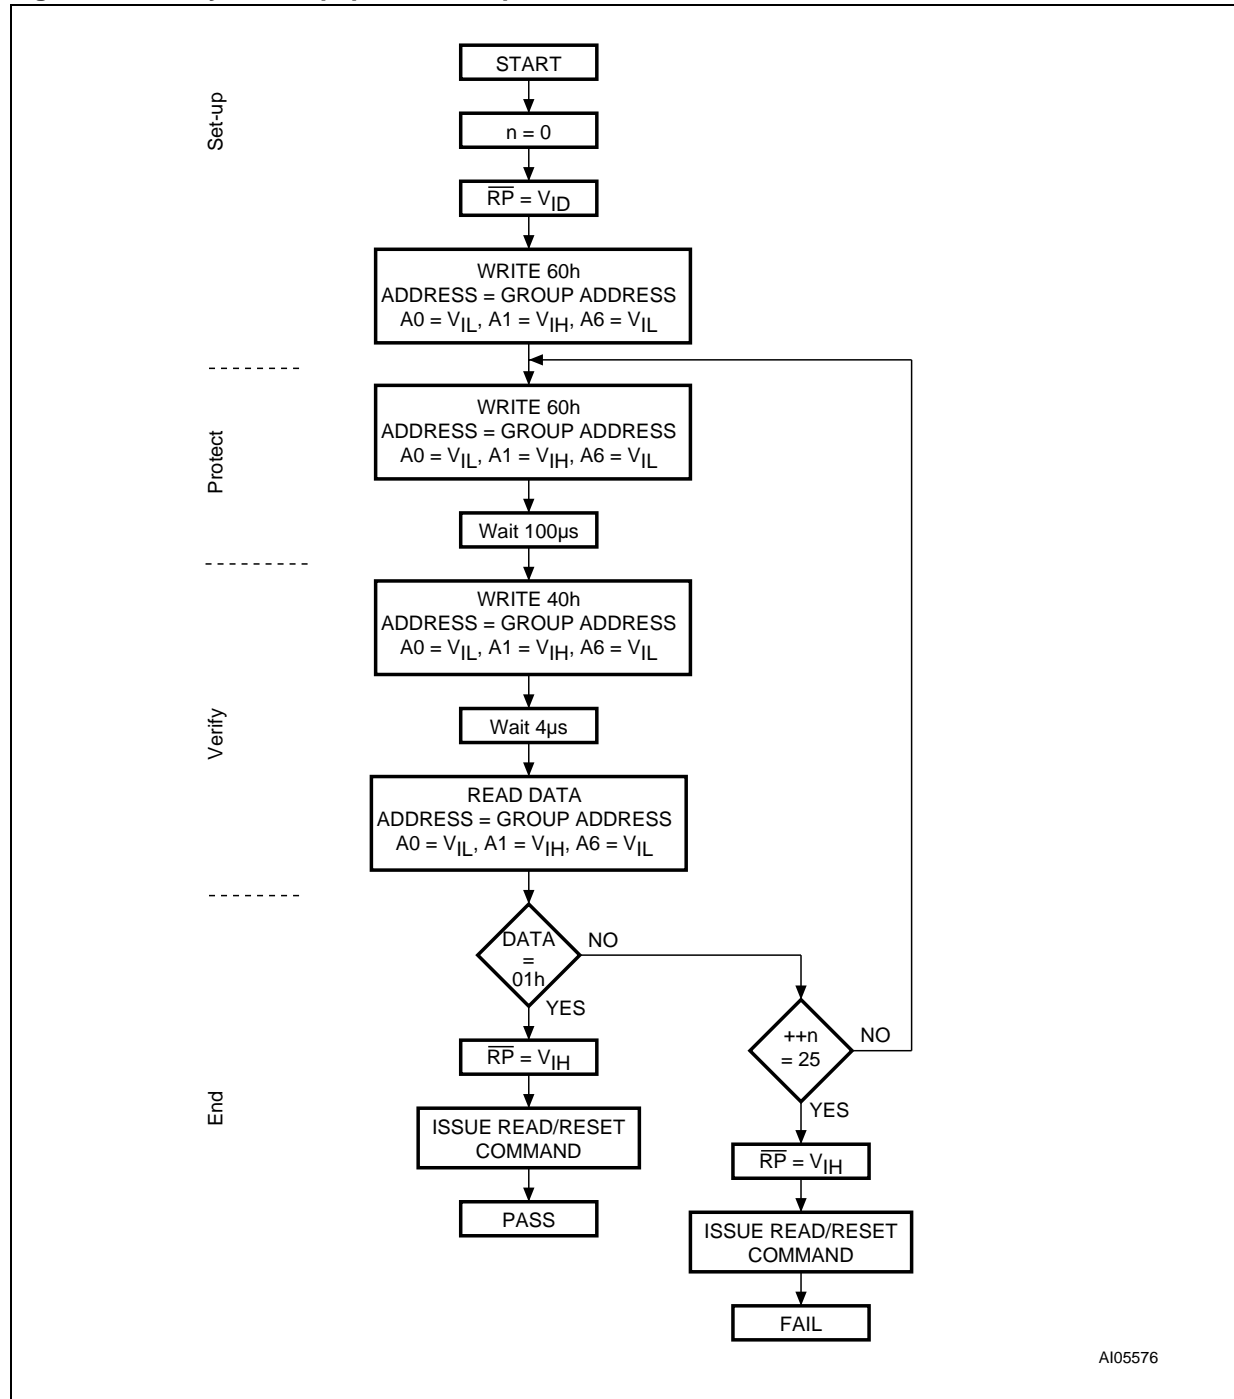 START
Set-up
n = 0
RP = VID
WRITE 60h
ADDRESS = GROUP ADDRESS
A0 = VIL, A1 = VIH, A6 = VIL
Protect
WRITE 60h
ADDRESS = GROUP ADDRESS
A0 = VIL, A1 = VIH, A6 = VIL
Wait 100µs
Verify
WRITE 40h
ADDRESS = GROUP ADDRESS
A0 = VIL, A1 = VIH, A6 = VIL
Wait 4µs
READ DATA
ADDRESS = GROUP ADDRESS
A0 = VIL, A1 = VIH, A6 = VIL
End
DATA
=
01h
NO
YES
++n
= 25
NO
YES
RP = VIH
ISSUE READ/RESET
COMMAND
PASS
RP = VIH
ISSUE READ/RESET
COMMAND
FAIL
AI05576